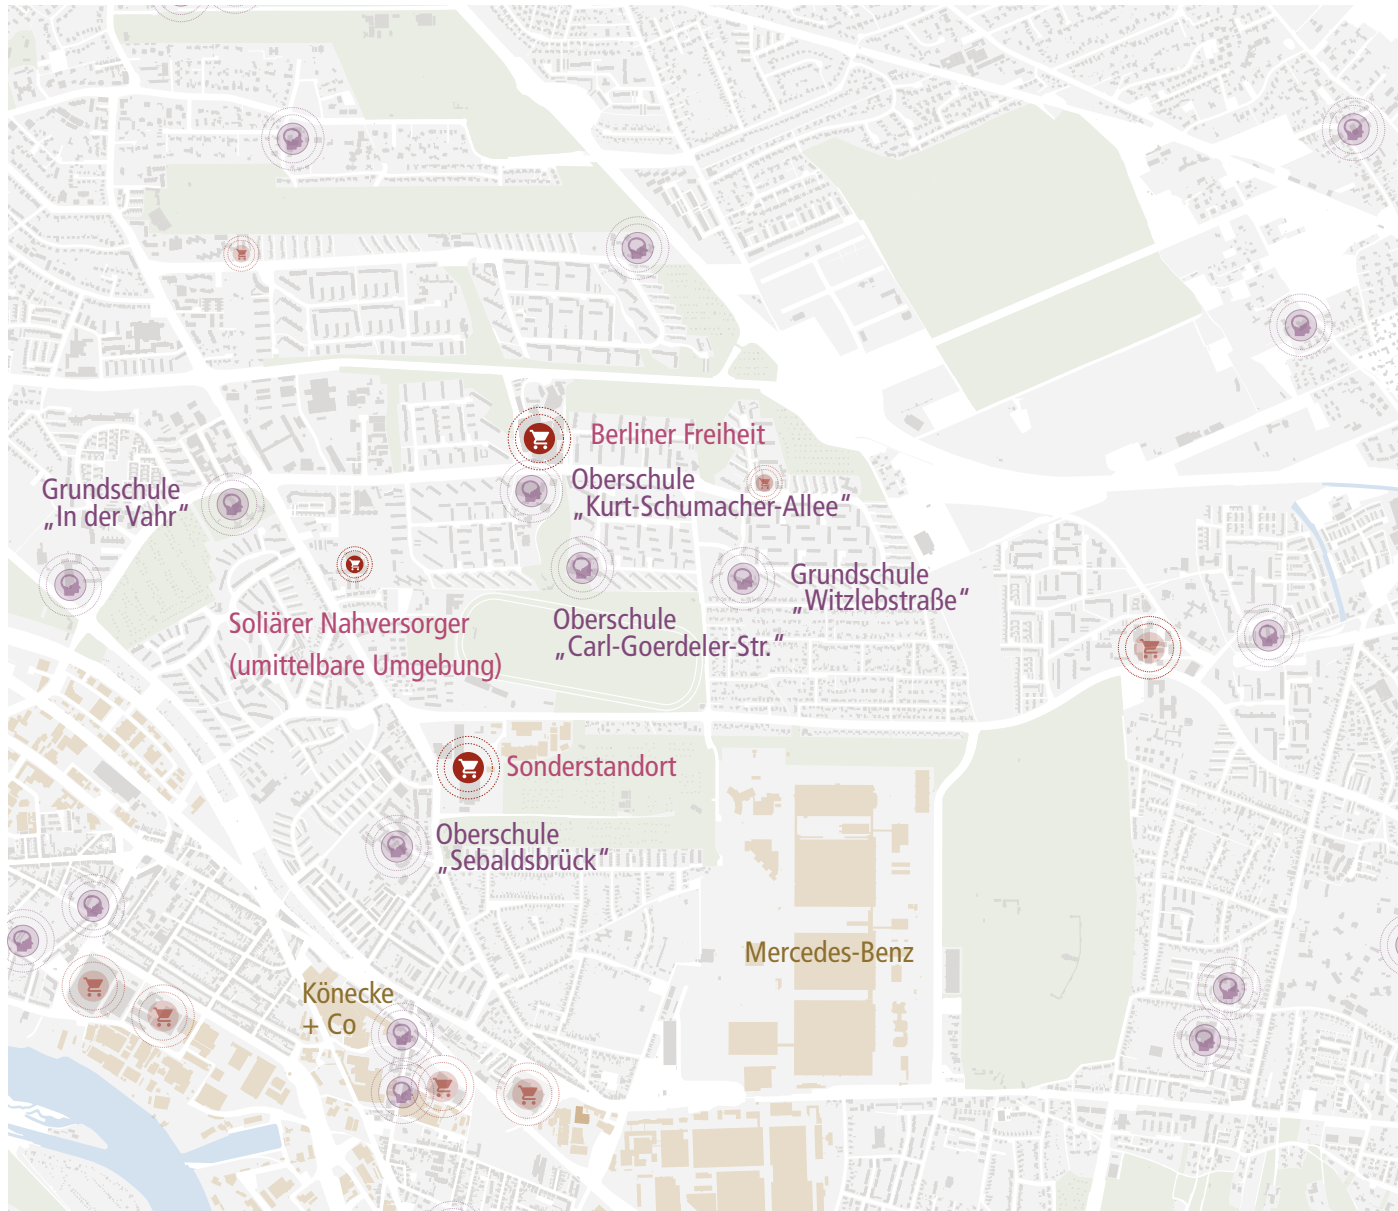 Berliner Freiheit
Oberschule
„Kurt-Schumacher-Allee“
Grundschule
„In der Vahr“
Grundschule
„Witzlebstraße“
Soliärer Nahversorger
(umittelbare Umgebung)
Oberschule
„Carl-Goerdeler-Str.“
Sonderstandort
Oberschule
„Sebaldsbrück“
Mercedes-Benz
Könecke
+ Co